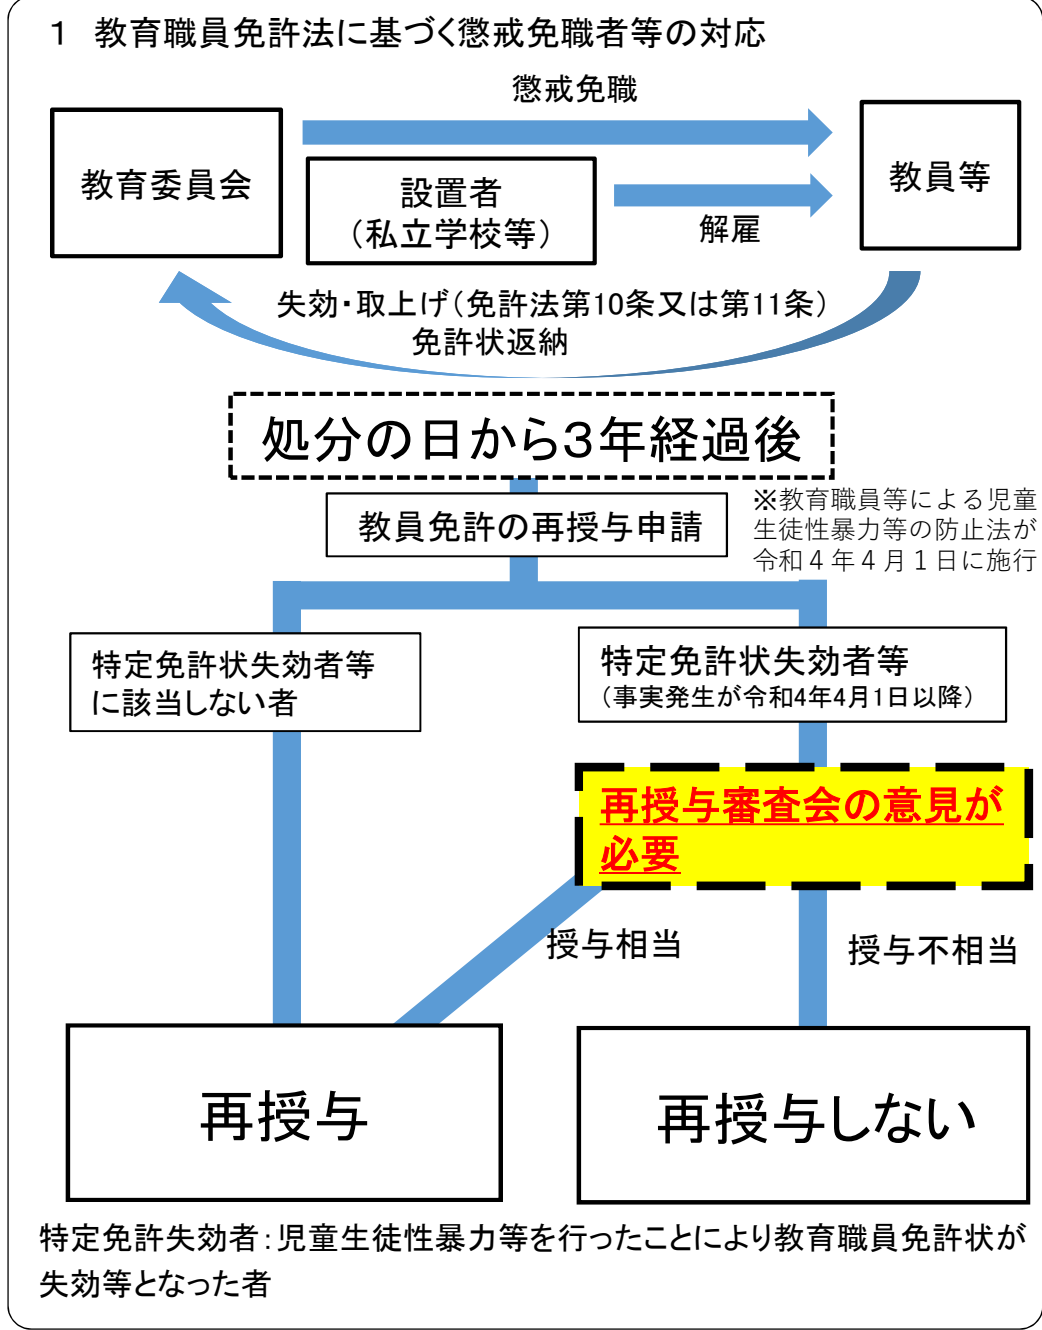 1　教育職員免許法に基づく懲戒免職者等の対応
懲戒免職
教育委員会
設置者
（私立学校等）
解雇
教員等
失効・取上げ（免許法第10条又は第11条）
免許状返納
処分の日から3年経過後
教員免許の再授与申請
※教育職員等による児童
生徒性暴力等の防止法が
令和４年４月１日に施行
特定免許状失効者等
に該当しない者
特定免許状失効者等
（事実発生が令和4年4月1日以降）
再授与審査会の意見が
必要
授与相当
授与不相当
再授与
再授与しない
特定免許失効者：児童生徒性暴力等を行ったことにより教育職員免許状が
失効等となった者